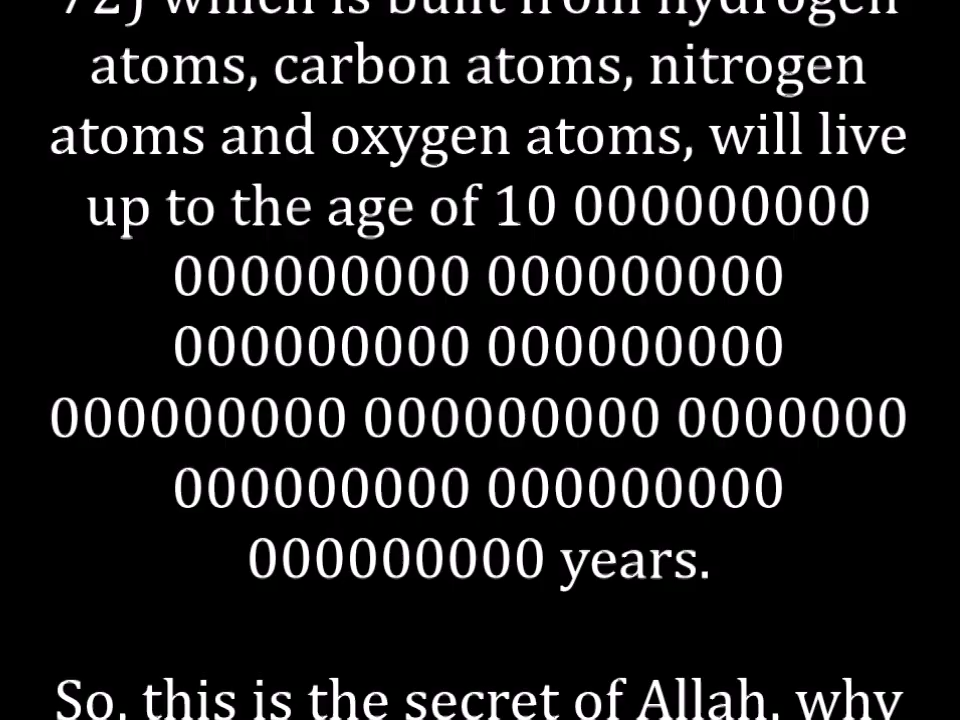 72) which is built from hydrogen
atoms, carbon atoms, nitrogen
atoms and oxygen atoms, will live
up to the age of 10 000000000
000000000 000000000
000000000 000000000
000000000 000000000 0000000
000000000 000000000
000000000 years.
So, this is the secret of Allah, why